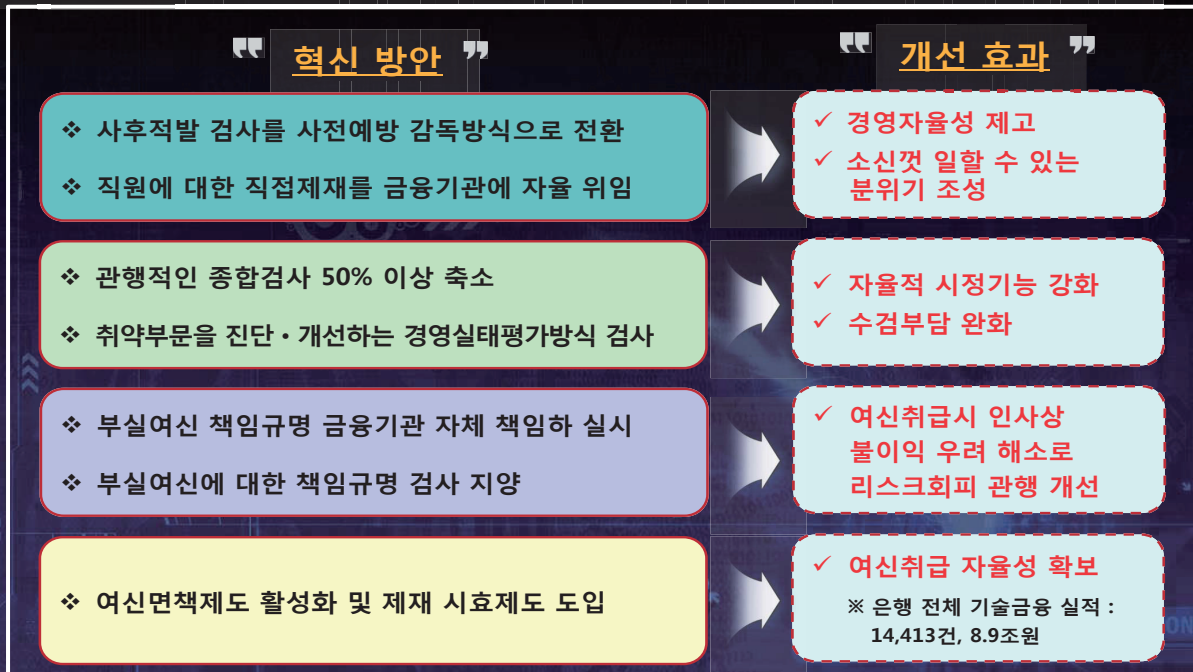 혁신 방안
개선 효과
❖ 사후적발 검사를 사전예방 감독방식으로 전환
❖ 직원에 대한 직접제재를 금융기관에 자율 위임
✓ 경영자율성 제고
✓ 소신껏 일할 수 있는
분위기 조성
❖ 관행적인 종합검사 50% 이상 축소
❖ 취약부문을 진단·개선하는 경영실태평가방식 검사
✓ 자율적 시정기능 강화
✓ 수검부담 완화
❖ 부실여신 책임규명 금융기관 자체 책임하 실시
❖ 부실여신에 대한 책임규명 검사 지양
✓ 여신취급시 인사상
불이익 우려 해소로
리스크회피 관행 개선
❖ 여신면책제도 활성화 및 제재 시효제도 도입
✓ 여신취급 자율성 확보
※ 은행 전체 기술금융 실적 :
14,413건, 8.9조원